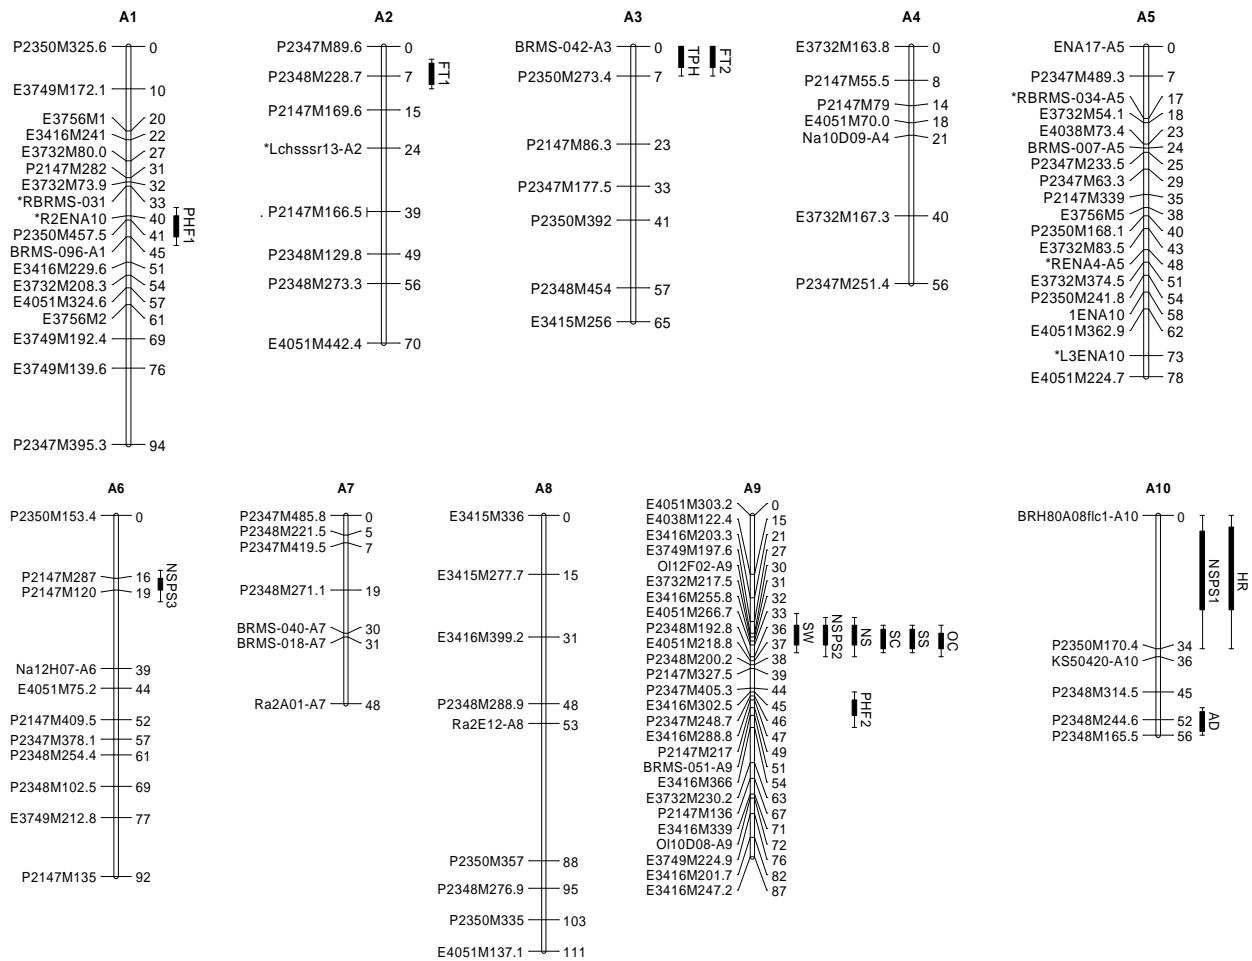 A1
P2350M325.6 0
E3749M172.1 10
E3756M1 20
E3416M241 22
E3732M80.0 27
P2147M282 31
E3732M73.9 32
*RBRMS-031 33
*R2ENA10 40
P2350M457.5 41
BRMS-096-A1 45
E3416M229.6 51
E3732M208.3 54
E4051M324.6 57
E3756M2 61
E3749M192.4 69
E3749M139.6 76
P2347M395.3 94
PHF1
A2
P2347M89.6 0
P2348M228.7 7
P2147M169.6 15
*Lchsssr13-A2 24
. P2147M166.5 39
P2348M129.8 49
P2348M273.3 56
E4051M442.4 70
FT1
A3
BRMS-042-A3 0
P2350M273.4 7
P2147M86.3 23
P2347M177.5 33
P2350M392 41
P2348M454 57
E3415M256 65
TPH
FT2
A4
E3732M163.8 0
P2147M55.5 8
P2147M79 14
E4051M70.0 18
Na10D09-A4 21
E3732M167.3 40
P2347M251.4 56
A5
ENA17-A5 0
P2347M489.3 7
*RBRMS-034-A5 17
E3732M54.1 18
E4038M73.4 23
BRMS-007-A5 24
P2347M233.5 25
P2347M63.3 29
P2147M339 35
E3756M5 38
P2350M168.1 40
E3732M83.5 43
*RENA4-A5 48
E3732M374.5 51
P2350M241.8 54
1ENA10 58
E4051M362.9 62
*L3ENA10 73
E4051M224.7 78
A6
P2350M153.4 0
P2147M287 16
P2147M120 19
Na12H07-A6 39
E4051M75.2 44
P2147M409.5 52
P2347M378.1 57
P2348M254.4 61
P2348M102.5 69
E3749M212.8 77
P2147M135 92
NSPS3
A7
P2347M485.8 0
P2348M221.5 5
P2347M419.5 7
P2348M271.1 19
BRMS-040-A7 30
BRMS-018-A7 31
Ra2A01-A7 48
A8
E3415M336 0
E3415M277.7 15
E3416M399.2 31
P2348M288.9 48
Ra2E12-A8 53
P2350M357 88
P2348M276.9 95
P2350M335 103
E4051M137.1 111
A9
E4051M303.2 0
E4038M122.4 15
E3416M203.3 21
E3749M197.6 27
OI12F02-A9 30
E3732M217.5 31
E3416M255.8 32
E4051M266.7 33
P2348M192.8 36
E4051M218.8 37
P2348M200.2 38
P2147M327.5 39
P2347M405.3 44
E3416M302.5 45
P2347M248.7 46
E3416M288.8 47
P2147M217 49
BRMS-051-A9 51
E3416M366 54
E3732M230.2 63
P2147M136 67
E3416M339 71
OI10D08-A9 72
E3749M224.9 76
E3416M201.7 82
E3416M247.2 87
SW
NSPS2
NS
SC
SS
OC
PHF2
A10
BRH80A08flc1-A10 0
P2350M170.4 34
KS50420-A10 36
P2348M314.5 45
P2348M244.6 52
P2348M165.5 56
NSPS1
HR
AD